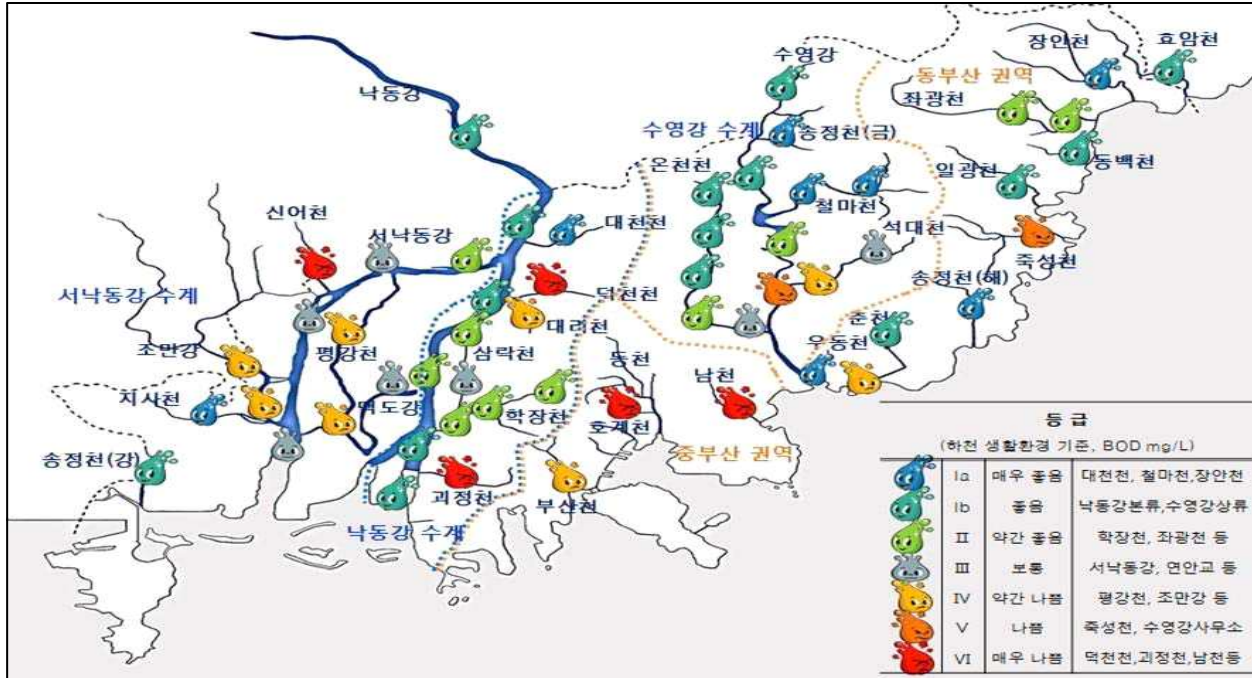 장안천
효암천
수영강
동부산 권역
낙동강
좌광천
수영강 수계
송정천(금)
온천천
동백천
일광천
철마천
신어천
서낙동강
대천천
석대천
죽성천
서낙동강 수계
덕천천
송정천(해)
대리천
춘천
조만강
평강천
삼락천
우동천
동천
남천
지사천
맥도강
학장천
호계천
송정천(강)
중부산 권역
괴정천
부산천
낙동강 수계
등 급
(하천 생활환경 기준, BOD mg/L)
Ia 매우 좋음 대천천, 철마천,장안천
Ib 좋음 낙동강본류,수영강상류
II 약간 좋음 학장천, 좌광천 등
III 보통 서낙동강, 연안교 등
IV 약간 나쁨 평강천, 조만강 등
V 나쁨 죽성천, 수영강사무소
VI 매우 나쁨 덕천천,괴정천,남천등